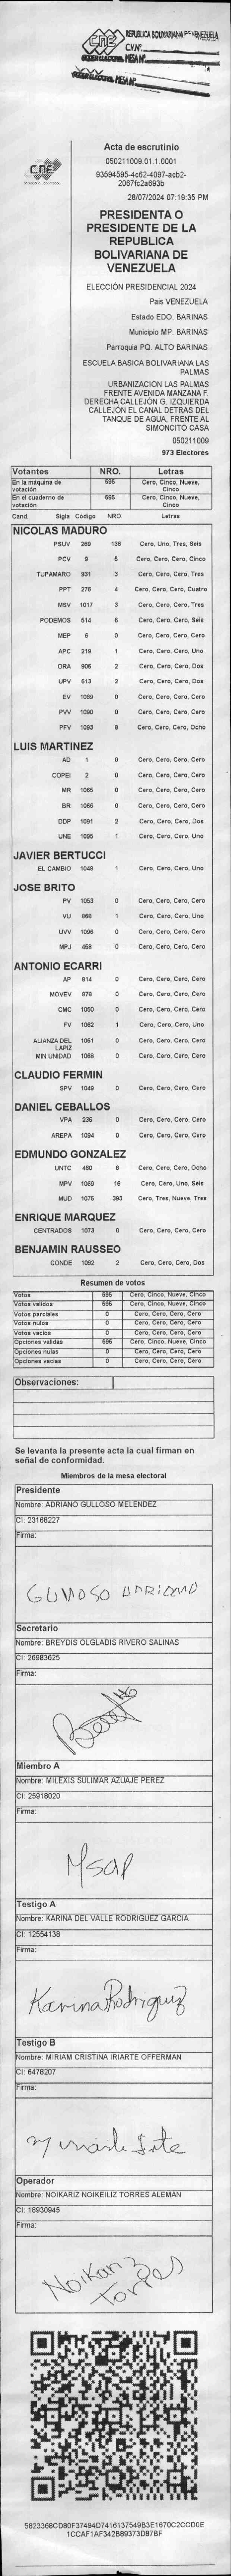 CNE
REPUBLICA BOLIVARIANA DE VENEZUELA
C.V.Nº
PODER ELECTORAL MESA Nº
CNE
Acta de escrutinio
050211009.01.1.0001
93594595-4c62-4097-acb2-
2067fc2a693b
28/07/2024 07:19:35 PM
PRESIDENTA O
PRESIDENTE DE LA
REPUBLICA
BOLIVARIANA DE
VENEZUELA
ELECCIÓN PRESIDENCIAL 2024
País VENEZUELA
Estado EDO. BARINAS
Municipio MP. BARINAS
Parroquia PQ. ALTO BARINAS
ESCUELA BASICA BOLIVARIANA LAS
PALMAS
URBANIZACION LAS PALMAS
FRENTE AVENIDA MANZANA F.
DERECHA CALLEJÓN G. IZQUIERDA
CALLEJÓN EL CANAL DETRAS DEL
TANQUE DE AGUA, FRENTE AL
SIMONCITO CASA
050211009
973 Electores
Votantes NRO. Letras
En la máquina de votación 595 Cero, Cinco, Nueve, Cinco
En el cuaderno de votación 595 Cero, Cinco, Nueve, Cinco
Cand. Sigla Código NRO. Letras
NICOLAS MADURO
PSUV 269 136 Cero, Uno, Tres, Seis
PCV 9 5 Cero, Cero, Cero, Cinco
TUPAMARO 931 3 Cero, Cero, Cero, Tres
PPT 276 4 Cero, Cero, Cero, Cuatro
MSV 1017 3 Cero, Cero, Cero, Tres
PODEMOS 514 6 Cero, Cero, Cero, Seis
MEP 6 0 Cero, Cero, Cero, Cero
APC 219 1 Cero, Cero, Cero, Uno
ORA 906 2 Cero, Cero, Cero, Dos
UPV 513 2 Cero, Cero, Cero, Dos
EV 1089 0 Cero, Cero, Cero, Cero
PVV 1090 0 Cero, Cero, Cero, Cero
PFV 1093 8 Cero, Cero, Cero, Ocho
LUIS MARTINEZ
AD 1 0 Cero, Cero, Cero, Cero
COPEI 2 0 Cero, Cero, Cero, Cero
MR 1065 0 Cero, Cero, Cero, Cero
BR 1066 0 Cero, Cero, Cero, Cero
DDP 1091 2 Cero, Cero, Cero, Dos
UNE 1095 1 Cero, Cero, Cero, Uno
JAVIER BERTUCCI
EL CAMBIO 1048 1 Cero, Cero, Cero, Uno
JOSE BRITO
PV 1053 0 Cero, Cero, Cero, Cero
VU 968 1 Cero, Cero, Cero, Uno
UVV 1096 0 Cero, Cero, Cero, Cero
MPJ 458 0 Cero, Cero, Cero, Cero
ANTONIO ECARRI
AP 814 0 Cero, Cero, Cero, Cero
MOVEV 978 0 Cero, Cero, Cero, Cero
CMC 1050 0 Cero, Cero, Cero, Cero
FV 1062 1 Cero, Cero, Cero, Uno
ALIANZA DEL LAPIZ 1051 0 Cero, Cero, Cero, Cero
MIN UNIDAD 1068 0 Cero, Cero, Cero, Cero
CLAUDIO FERMIN
SPV 1049 0 Cero, Cero, Cero, Cero
DANIEL CEBALLOS
VPA 236 0 Cero, Cero, Cero, Cero
AREPA 1094 0 Cero, Cero, Cero, Cero
EDMUNDO GONZALEZ
UNTC 460 8 Cero, Cero, Cero, Ocho
MPV 1069 16 Cero, Cero, Uno, Seis
MUD 1076 393 Cero, Tres, Nueve, Tres
ENRIQUE MARQUEZ
CENTRADOS 1073 0 Cero, Cero, Cero, Cero
BENJAMIN RAUSSEO
CONDE 1092 2 Cero, Cero, Cero, Dos
Resumen de votos
Votos 595 Cero, Cinco, Nueve, Cinco
Votos validos 595 Cero, Cinco, Nueve, Cinco
Votos parciales 0 Cero, Cero, Cero, Cero
Votos nulos 0 Cero, Cero, Cero, Cero
Votos vacios 0 Cero, Cero, Cero, Cero
Opciones validas 595 Cero, Cinco, Nueve, Cinco
Opciones nulas 0 Cero, Cero, Cero, Cero
Opciones vacias 0 Cero, Cero, Cero, Cero
Observaciones:
Se levanta la presente acta la cual firman en
señal de conformidad.
Miembros de la mesa electoral
Presidente
Nombre: ADRIANO GULLOSO MELENDEZ
CI: 23168227
Firma:
GULLOSO ADRIANO
Secretario
Nombre: BREYDIS OLGLADIS RIVERO SALINAS
CI: 26983625
Firma:
Miembro A
Nombre: MILEXIS SULIMAR AZUAJE PEREZ
CI: 25918020
Firma:
Msap
Testigo A
Nombre: KARINA DEL VALLE RODRIGUEZ GARCIA
CI: 12554138
Firma:
Karina Rodriguez
Testigo B
Nombre: MIRIAM CRISTINA IRIARTE OFFERMAN
CI: 6478207
Firma:
Operador
Nombre: NOIKARIZ NOIKEILIZ TORRES ALEMAN
CI: 18930945
Firma:
Noikariz
Torres
582336BCD80F37494D7416137549B3E1670C2CCD0E
1CCAF1AF342B89373D87BF